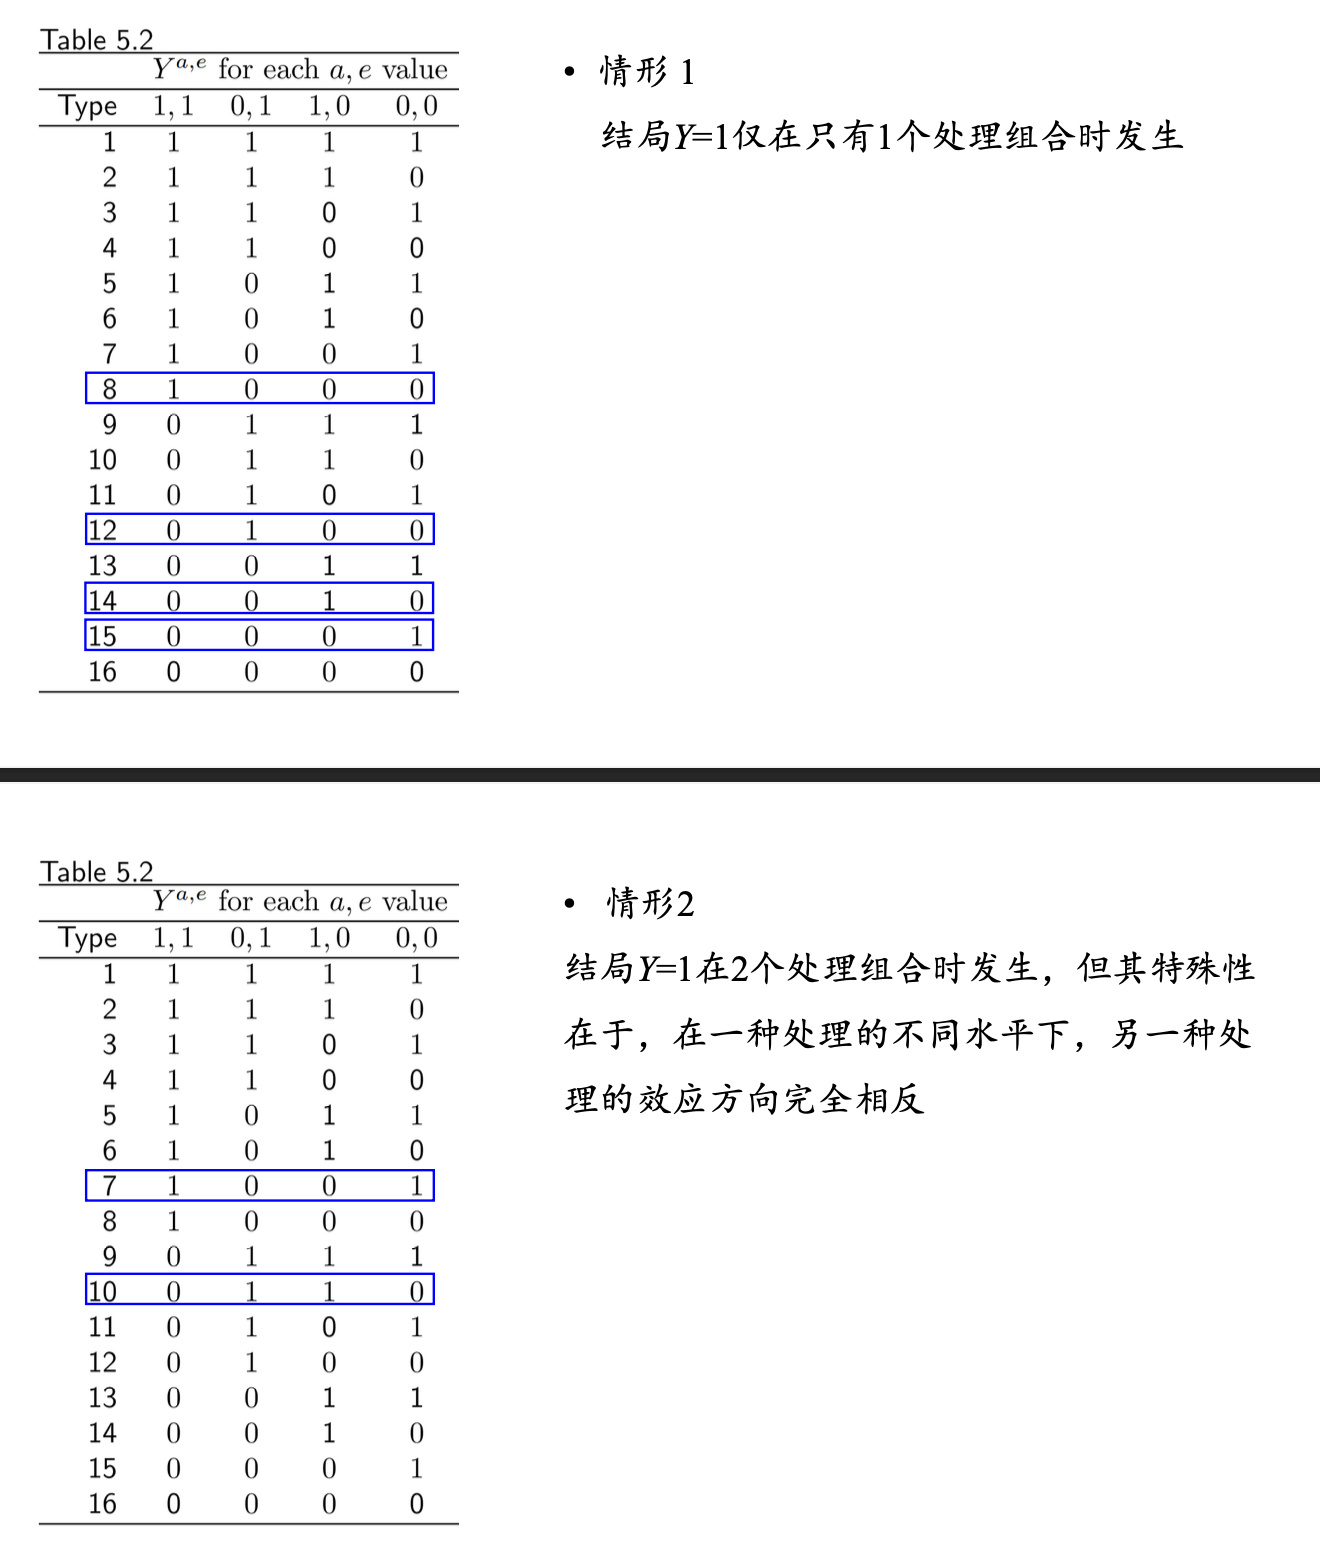 Table 5.2
Y^{a,e} for each a, e value
Type 1, 1 0, 1 1, 0 0, 0
1 1 1 1 1
2 1 1 1 0
3 1 1 0 1
4 1 1 0 0
5 1 0 1 1
6 1 0 1 0
7 1 0 0 1
8 1 0 0 0
9 0 1 1 1
10 0 1 1 0
11 0 1 0 1
12 0 1 0 0
13 0 0 1 1
14 0 0 1 0
15 0 0 0 1
16 0 0 0 0
• 情形 1
结局Y=1仅在只有1个处理组合时发生
Table 5.2
Y^{a,e} for each a, e value
Type 1, 1 0, 1 1, 0 0, 0
1 1 1 1 1
2 1 1 1 0
3 1 1 0 1
4 1 1 0 0
5 1 0 1 1
6 1 0 1 0
7 1 0 0 1
8 1 0 0 0
9 0 1 1 1
10 0 1 1 0
11 0 1 0 1
12 0 1 0 0
13 0 0 1 1
14 0 0 1 0
15 0 0 0 1
16 0 0 0 0
• 情形2
结局Y=1在2个处理组合时发生，但其特殊性
在于，在一种处理的不同水平下，另一种处
理的效应方向完全相反